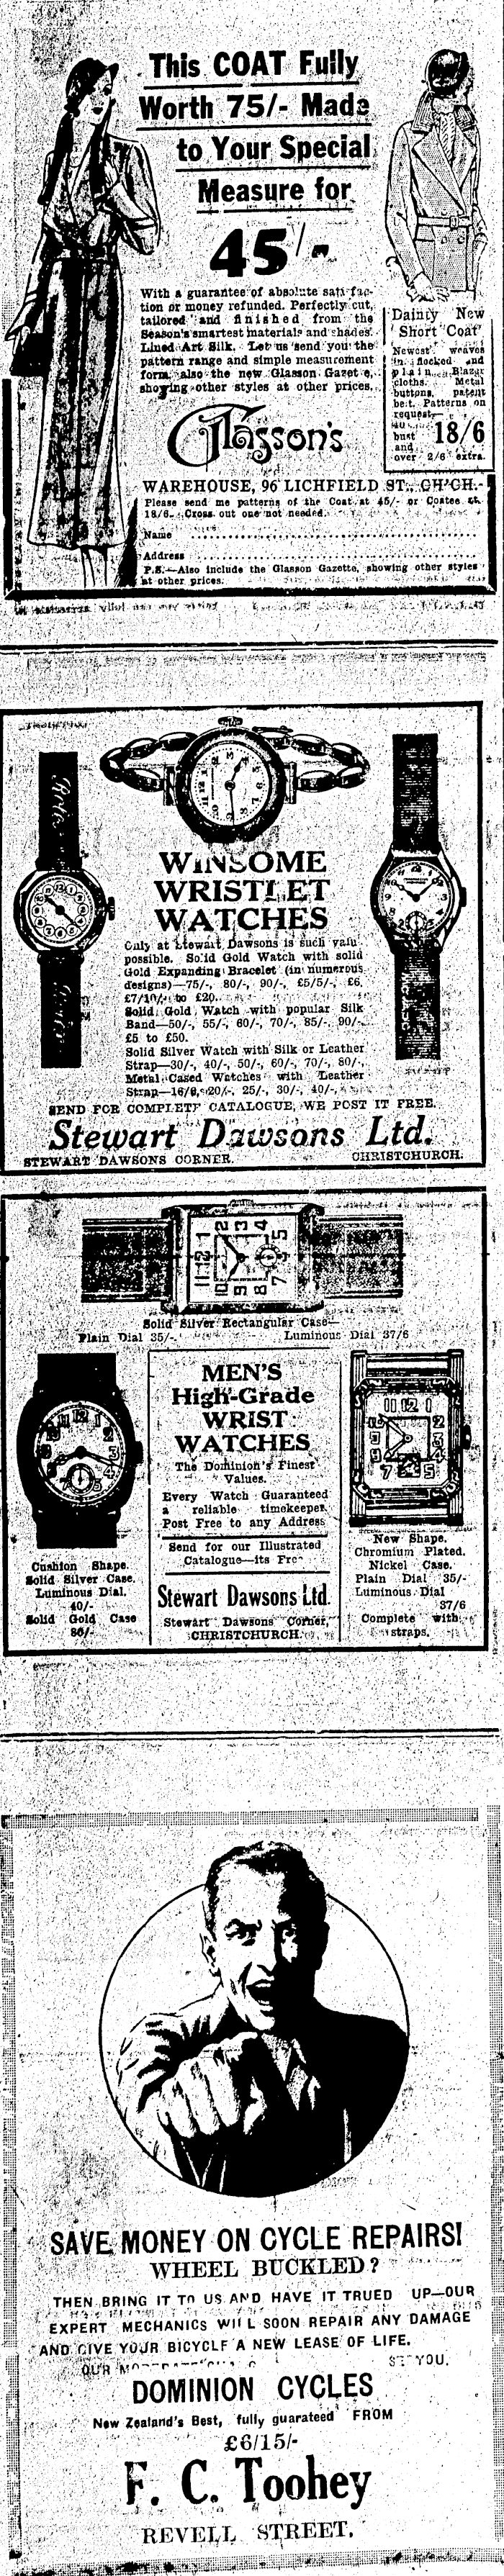 This COAT Fully
Worth 75/- Made
to Your Special
Measure for
45/-
With a guarantee of absolute satisfac-
tion or money refunded. Perfectly cut,
tailored and finished from the
Season's smartest materials and shades.
Lined Art Silk. Let us send you the
pattern range and simple measurement
form, also the new Glasson Gazette,
showing other styles at other prices.
Dainty New
Short Coat
Newest weaves
in flecked and
plain Blazer
cloths. Metal
buttons, patent
belt. Patterns on
request
bust
and
over 2/6 extra.
18/6
Glasson's
WAREHOUSE, 96 LICHFIELD ST., CH'CH.
Please send me patterns of the Coat at 45/- or Coatee at
18/6. Cross out one not needed.
Name
Address
P.S.—Also include the Glasson Gazette, showing other styles
at other prices.
WINSOME
WRISTLET
WATCHES
Only at Stewart Dawsons is such value
possible. Solid Gold Watch with solid
Gold Expanding Bracelet (in numerous
designs)—75/-, 80/-, 90/-, £5/5/-, £6,
£7/10/- to £20.
Solid Gold Watch with popular Silk
Band—50/-, 55/-, 60/-, 70/-, 85/-, 90/-
£5 to £50.
Solid Silver Watch with Silk or Leather
Strap—30/-, 40/-, 50/-, 60/-, 70/-, 80/-
Metal Cased Watches with Leather
Strap—16/6, 20/-, 25/-, 30/-, 40/-
SEND FOR COMPLETE CATALOGUE, WE POST IT FREE.
Stewart Dawsons Ltd.
STEWART DAWSONS CORNER. CHRISTCHURCH.
Solid Silver Rectangular Case—
Plain Dial 35/-. Luminous Dial 37/6
MEN'S
High-Grade
WRIST
WATCHES
The Dominion's Finest
Values.
Every Watch Guaranteed
a reliable timekeeper.
Post Free to any Address
Send for our Illustrated
Catalogue—its Free
Stewart Dawsons Ltd.
Stewart Dawsons Corner,
CHRISTCHURCH.
Cushion Shape.
Solid Silver Case.
Luminous Dial.
40/-
Solid Gold Case
80/-
New Shape.
Chromium Plated.
Nickel Case.
Plain Dial 35/-
Luminous Dial
37/6
Complete with
straps.
SAVE MONEY ON CYCLE REPAIRS!
WHEEL BUCKLED?
THEN BRING IT TO US AND HAVE IT TRUED UP—OUR
EXPERT MECHANICS WILL SOON REPAIR ANY DAMAGE
AND GIVE YOUR BICYCLE A NEW LEASE OF LIFE.
OUR YOU.
DOMINION CYCLES
New Zealand's Best, fully guarateed FROM
£6/15/-
F. C. Toohey
REVELL STREET.